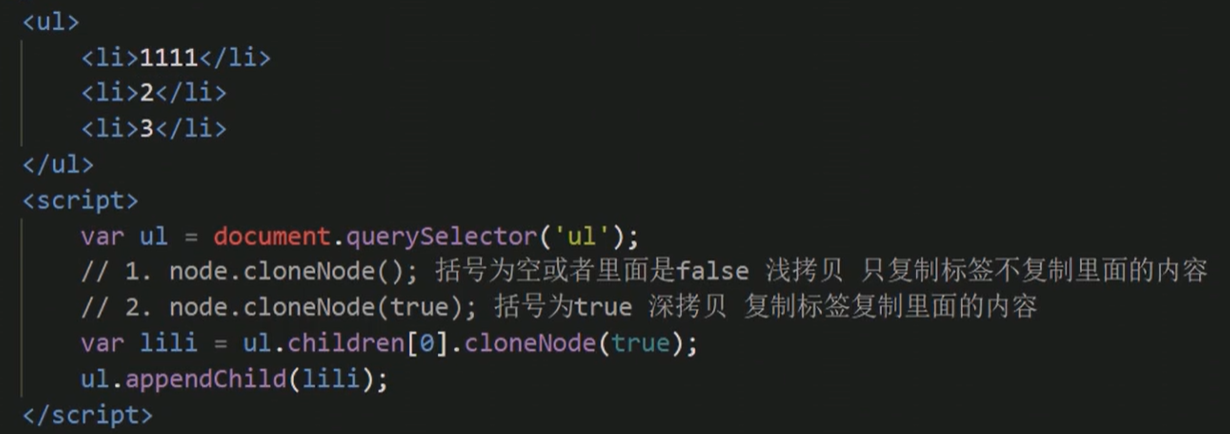 <ul>
<li>1111</li>
<li>2</li>
<li>3</li>
</ul>
<script>
var ul = document.querySelector('ul');
// 1. node.cloneNode(); 括号为空或者里面是false 浅拷贝 只复制标签不复制里面的内容
// 2. node.cloneNode(true); 括号为true 深拷贝 复制标签复制里面的内容
var lili = ul.children[0].cloneNode(true);
ul.appendChild(lili);
</script>